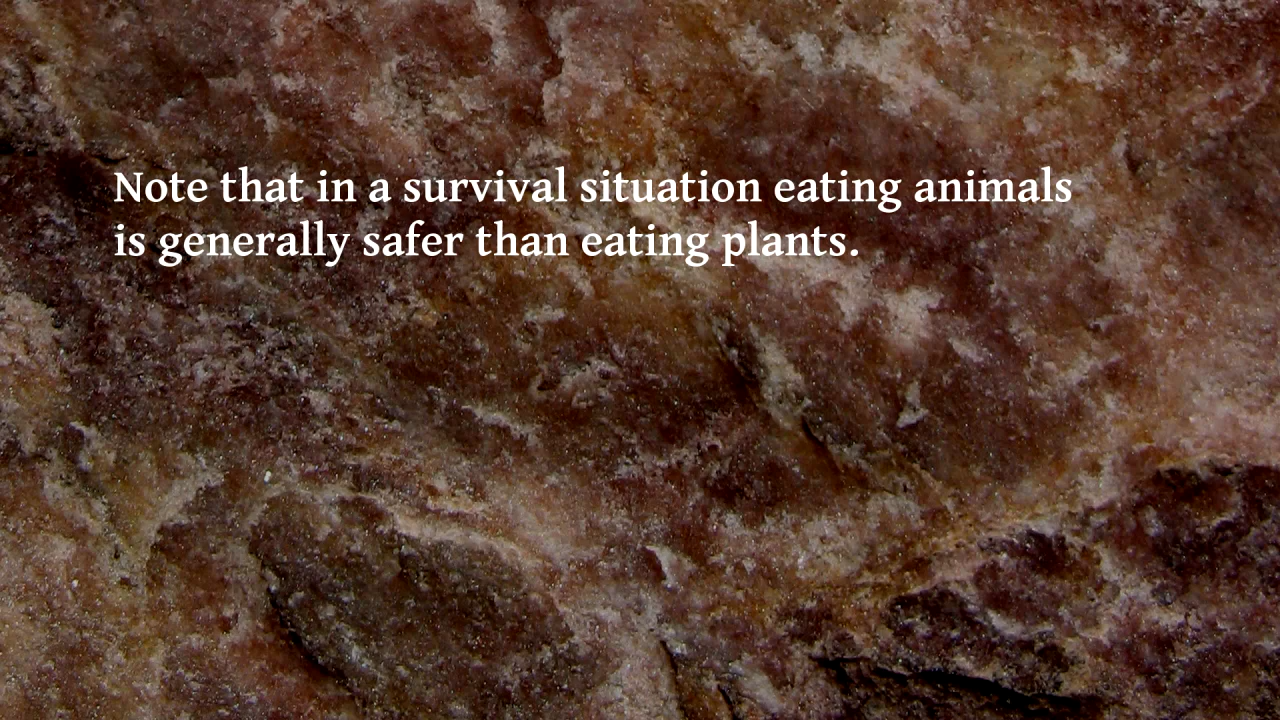 Note that in a survival situation eating animals
is generally safer than eating plants.